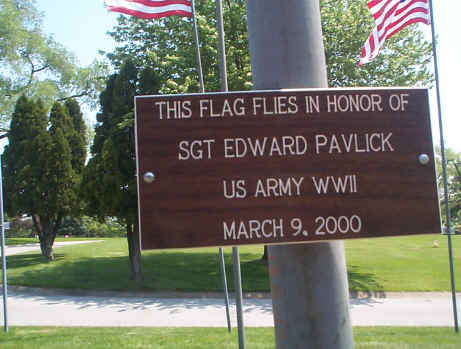 THIS FLAG FLIES IN HONOR OF
SGT EDWARD PAVLICK
US ARMY WWII
MARCH 9, 2000